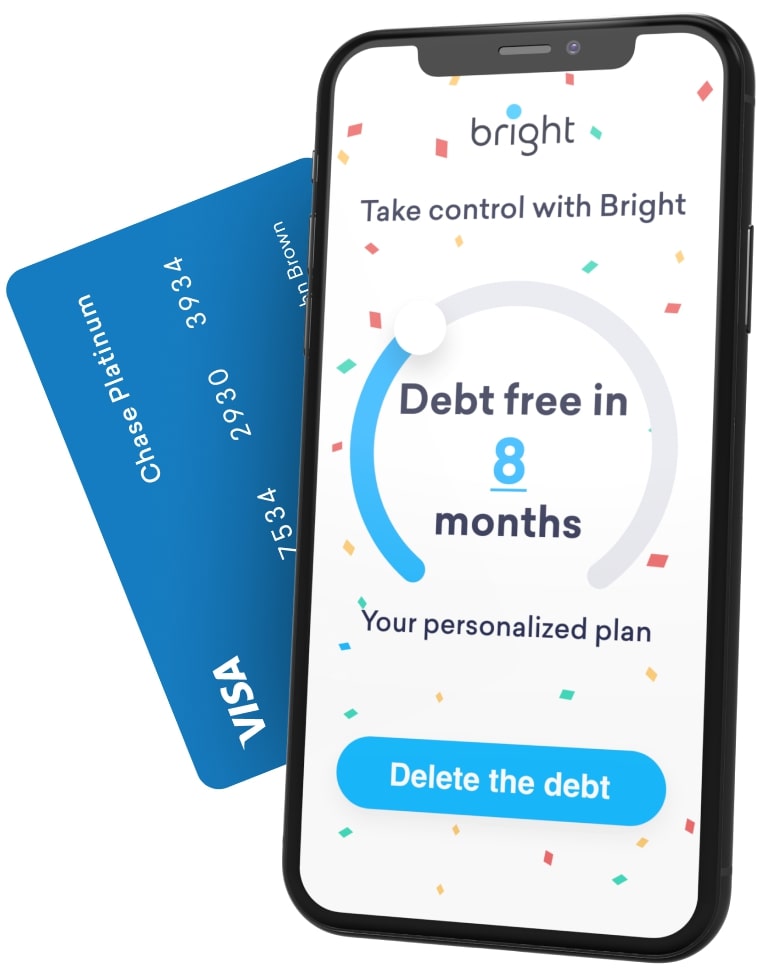 bright
Take control with Bright
Debt free in
8
months
Your personalized plan
Delete the debt
Chase Platinum
7534 2930 3934
Brown
VISA